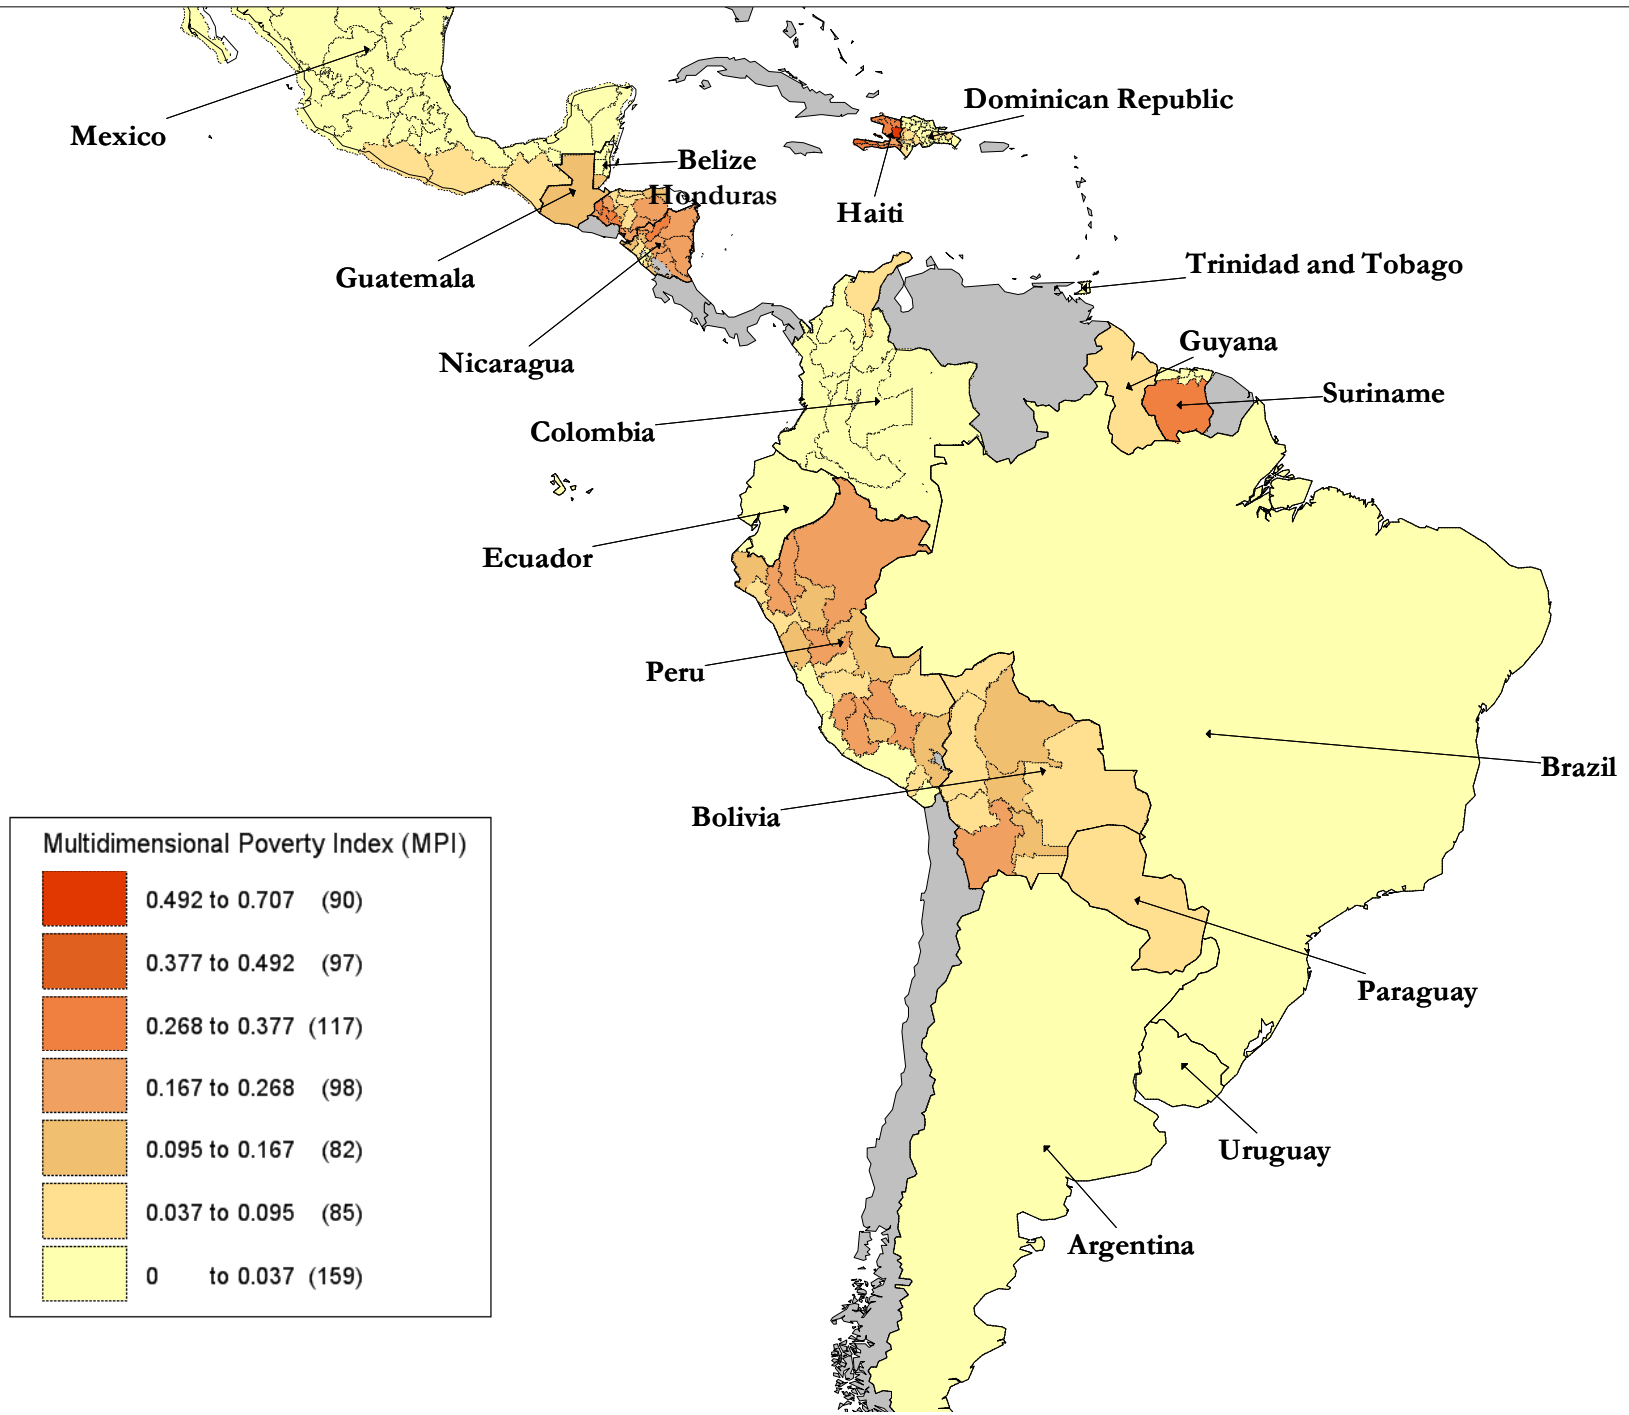 Dominican Republic
Mexico
Belize
Honduras
Haiti
Guatemala
Trinidad and Tobago
Nicaragua
Guyana
Suriname
Colombia
Ecuador
Peru
Brazil
Bolivia
Paraguay
Uruguay
Argentina
Multidimensional Poverty Index (MPI)
0.492 to 0.707 (90)
0.377 to 0.492 (97)
0.268 to 0.377 (117)
0.167 to 0.268 (98)
0.095 to 0.167 (82)
0.037 to 0.095 (85)
0 to 0.037 (159)